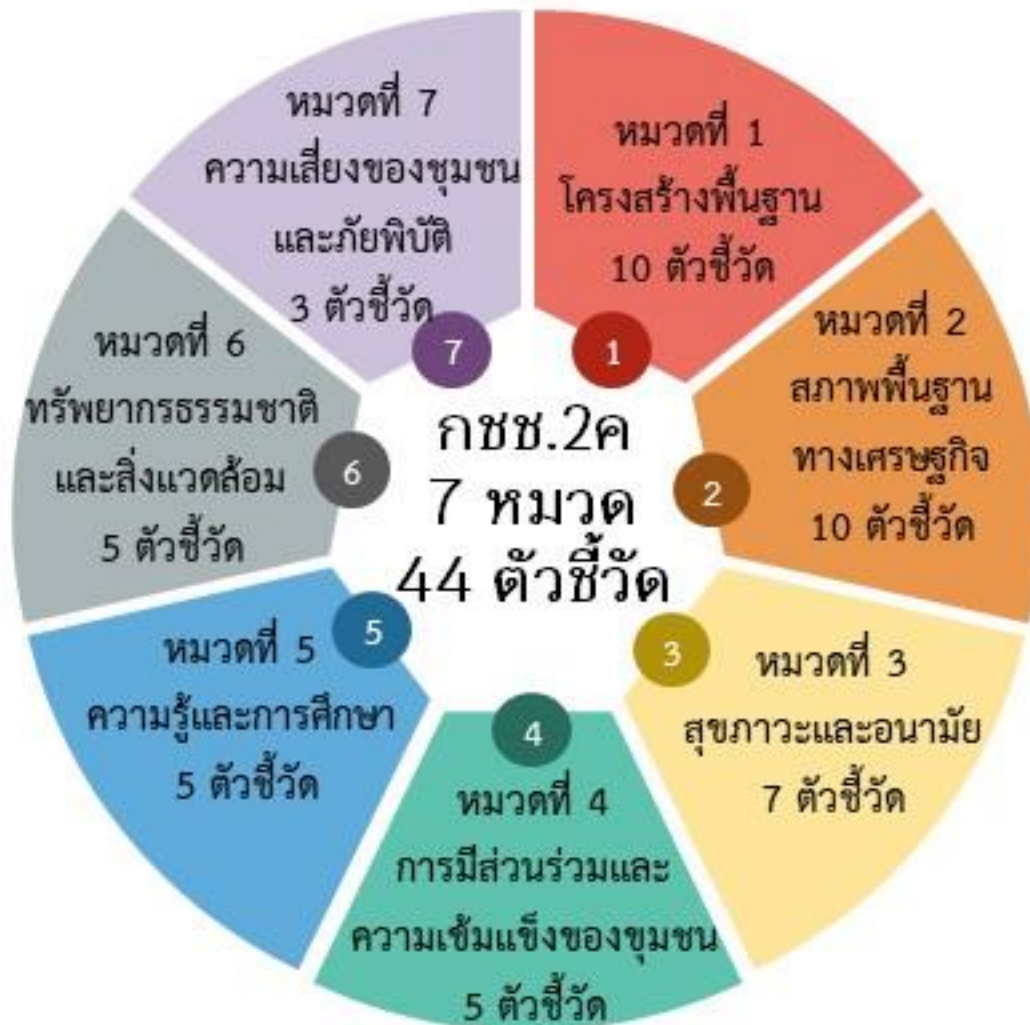 กชช.2ค
7 หมวด
44 ตัวชี้วัด
หมวดที่ 1
โครงสร้างพื้นฐาน
10 ตัวชี้วัด
1
หมวดที่ 2
สภาพพื้นฐาน
ทางเศรษฐกิจ
10 ตัวชี้วัด
2
หมวดที่ 3
สุขภาวะและอนามัย
7 ตัวชี้วัด
3
4
หมวดที่ 4
การมีส่วนร่วมและ
ความเข้มแข็งของขุมชน
5 ตัวชี้วัด
5
หมวดที่ 5
ความรู้และการศึกษา
5 ตัวชี้วัด
หมวดที่ 6
ทรัพยากรธรรมชาติ
และสิ่งแวดล้อม
5 ตัวชี้วัด
6
หมวดที่ 7
ความเสี่ยงของชุมชน
และภัยพิบัติ
3 ตัวชี้วัด
7